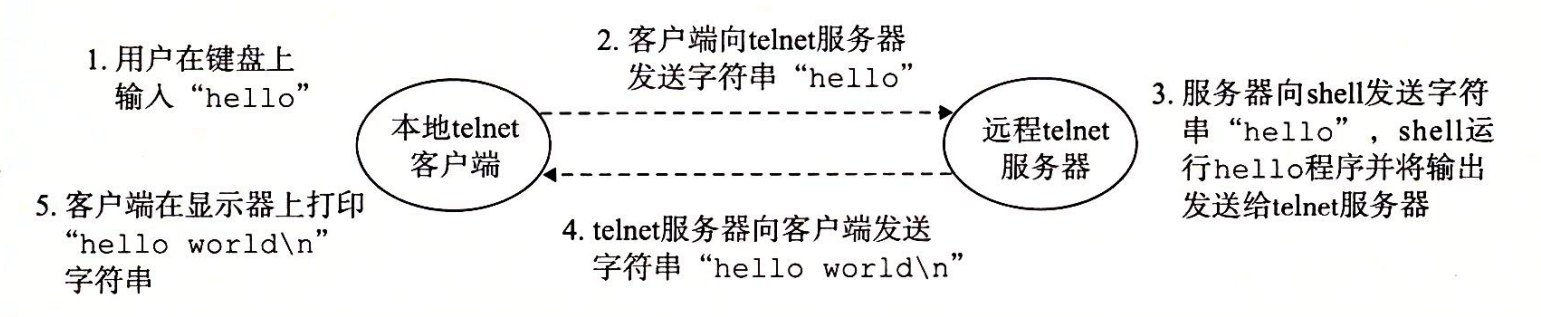 1. 用户在键盘上
输入“hello”
2. 客户端向telnet服务器
发送字符串“hello”
本地telnet
客户端
远程telnet
服务器
3. 服务器向shell发送字符
串“hello”，shell运
行hello程序并将输出
发送给telnet服务器
4. telnet服务器向客户端发送
字符串“hello world\n”
5. 客户端在显示器上打印
“hello world\n”
字符串